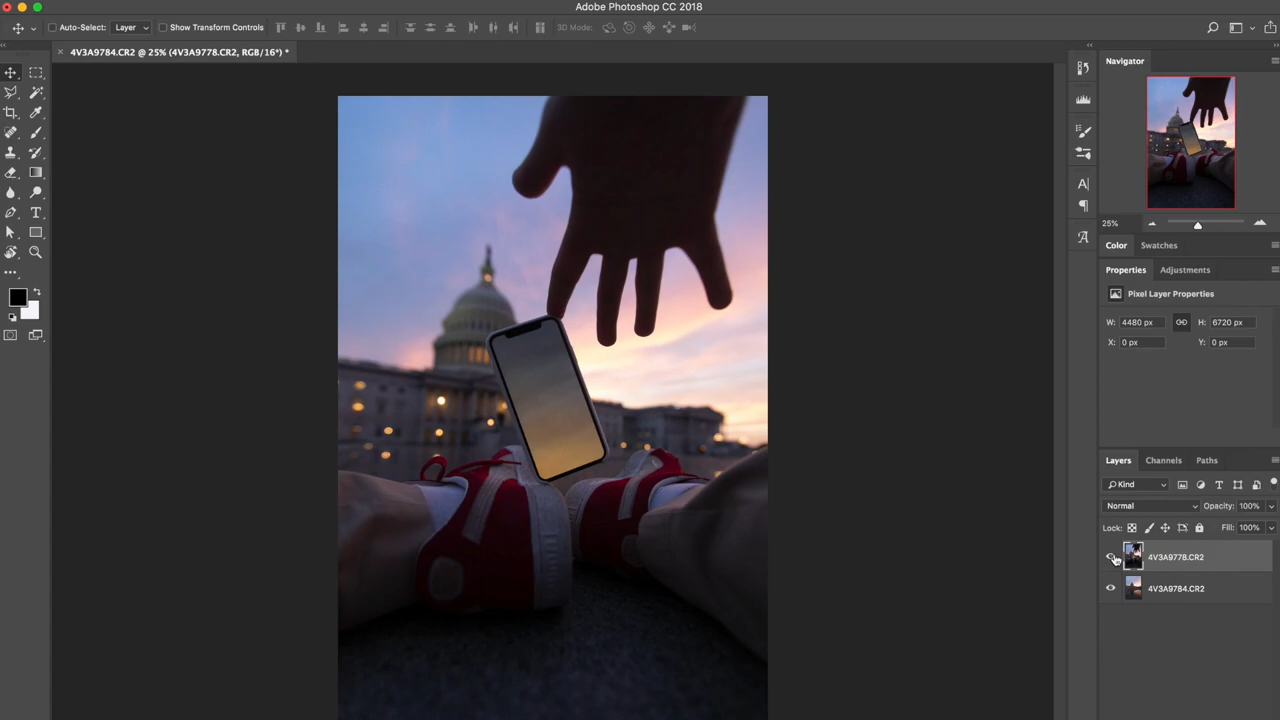 Adobe Photoshop CC 2018
Auto-Select: Layer Show Transform Controls 3D Mode:
4V3A9784.CR2 @ 25% (4V3A9778.CR2, RGB/16*) *
Navigator
25%
Color Swatches
Properties Adjustments
Pixel Layer Properties
W: 4480 px H: 6720 px
X: 0 px Y: 0 px
Layers Channels Paths
Kind
Normal Opacity: 100%
Lock: Fill: 100%
4V3A9778.CR2
4V3A9784.CR2